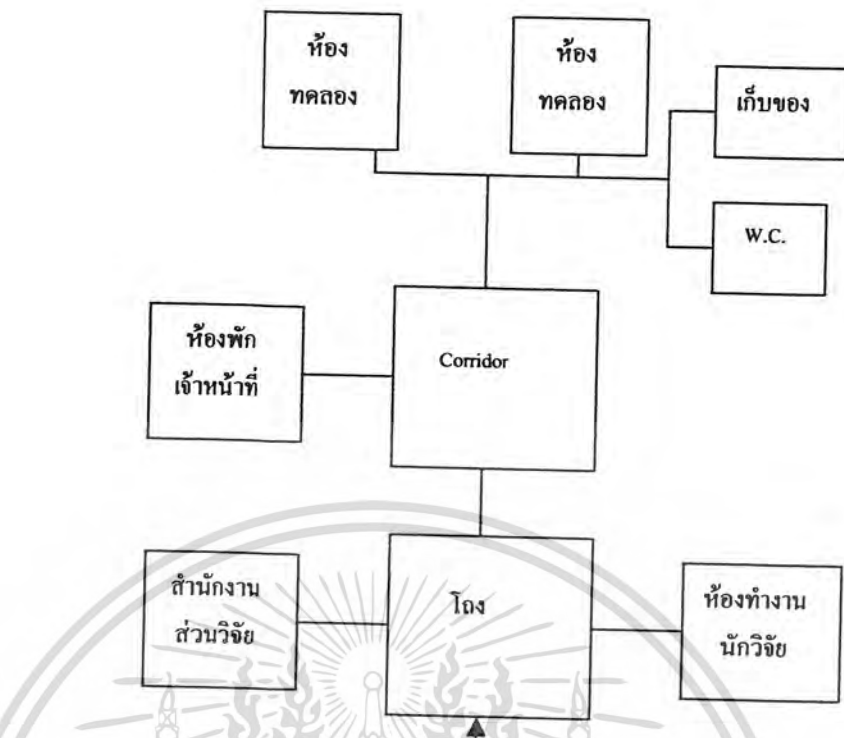 ห้อง
ทดลอง
ห้อง
ทดลอง
เก็บของ
W.C.
ห้องพัก
เจ้าหน้าที่
Corridor
สำนักงาน
ส่วนวิจัย
โถง
ห้องทำงาน
นักวิจัย